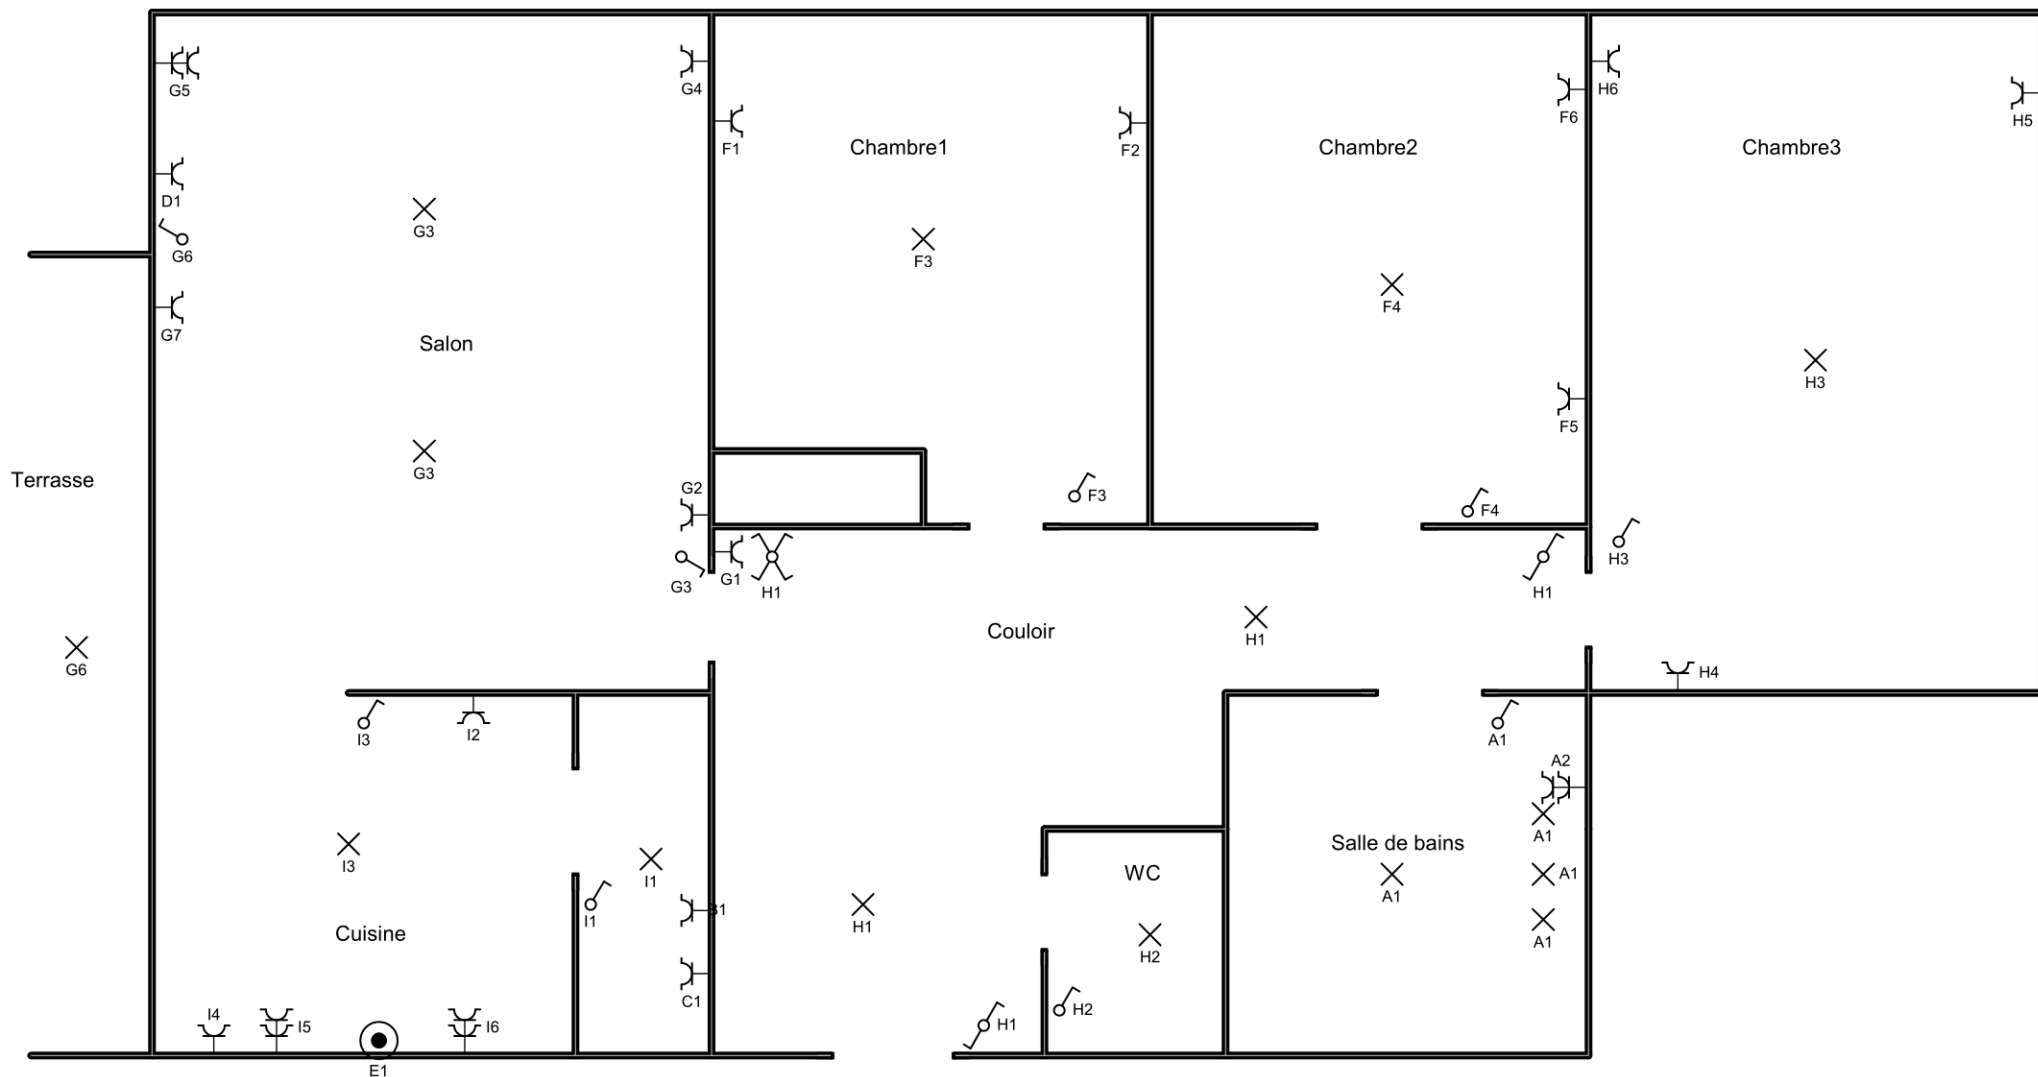 G5
G4
F1
Chambre1
F2
Chambre2
F6
H6
Chambre3
H5
D1
G3
G6
F3
G7
Salon
F4
H3
F5
G3
Terrasse
G2
F3
F4
G3
G1
H1
H1
H3
Couloir
H1
G6
H4
I3
I2
A1
A2
A1
I3
I1
WC
Salle de bains
A1
A1
I1
B1
H1
Cuisine
H2
A1
C1
I4
I5
I6
H1
H2
E1